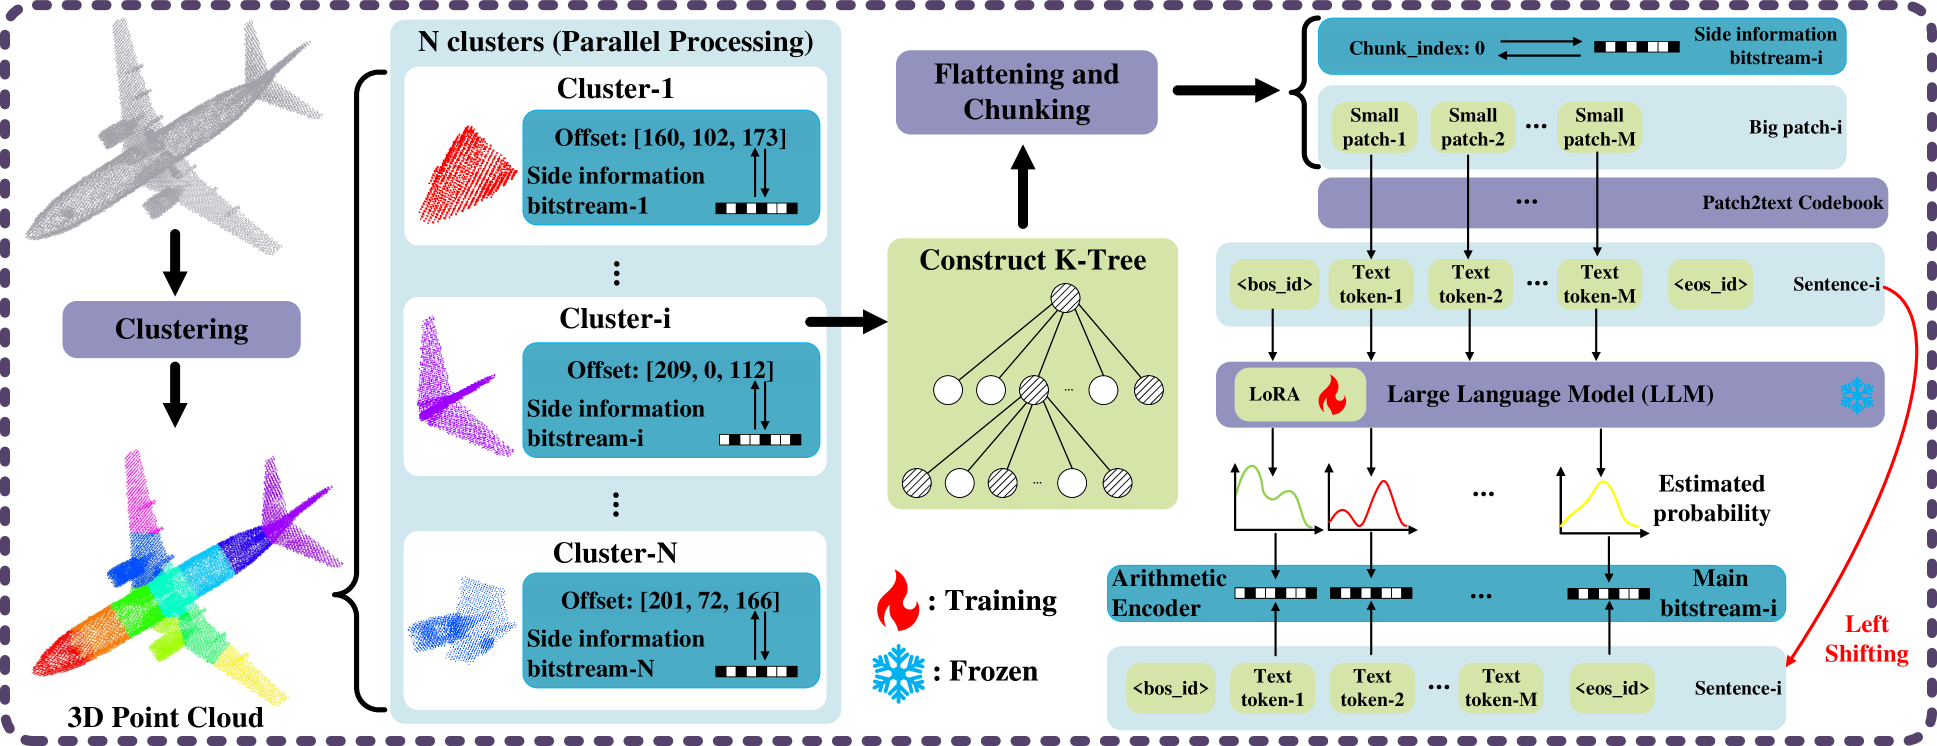 Clustering
3D Point Cloud
N clusters (Parallel Processing)
Cluster-1
Offset: [160, 102, 173]
Side information
bitstream-1
...
Cluster-i
Offset: [209, 0, 112]
Side information
bitstream-i
...
Cluster-N
Offset: [201, 72, 166]
Side information
bitstream-N
Construct K-Tree
...
...
Flattening and
Chunking
Chunk_index: 0
Side information
bitstream-i
Small
patch-1
Small
patch-2
...
Small
patch-M
Big patch-i
...
Patch2text Codebook
<bos_id>
Text
token-1
Text
token-2
...
Text
token-M
<eos_id>
Sentence-i
LoRA
Large Language Model (LLM)
...
Estimated
probability
: Training
: Frozen
Arithmetic
Encoder
...
Main
bitstream-i
Left
Shifting
<bos_id>
Text
token-1
Text
token-2
...
Text
token-M
<eos_id>
Sentence-i